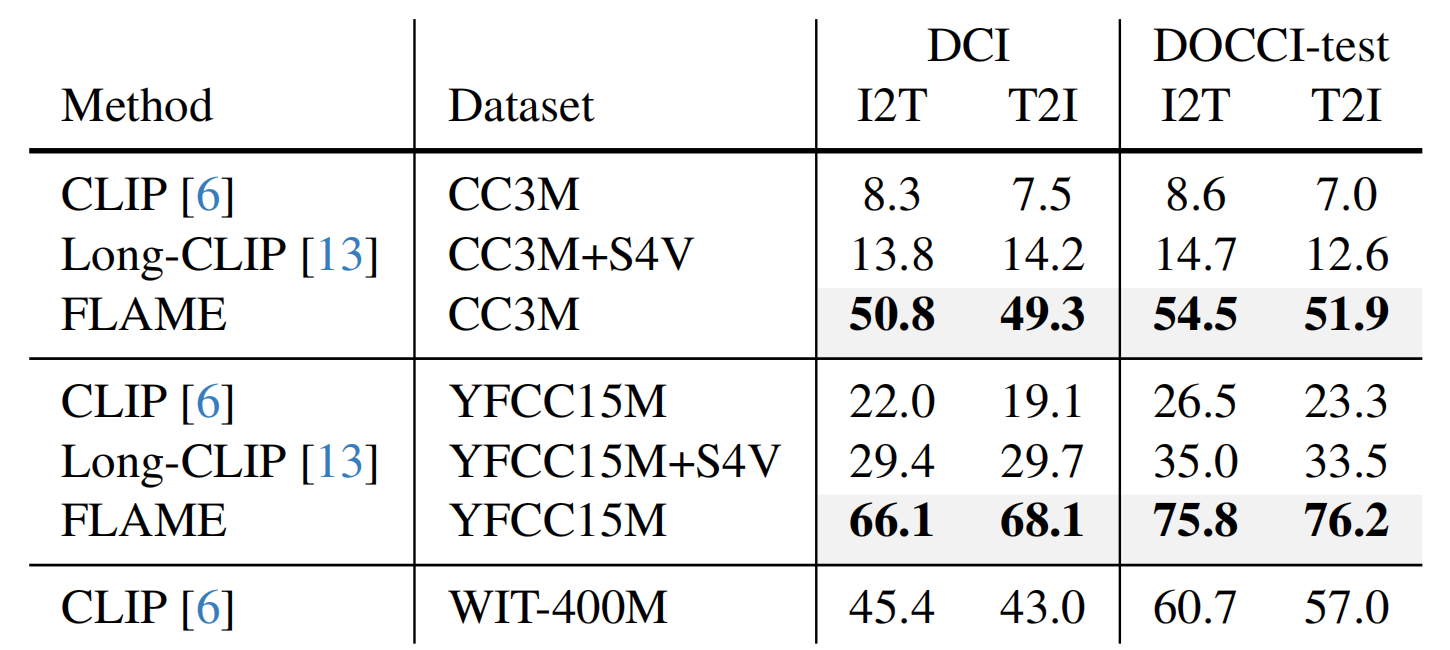 DCI DOCCI-test
Method Dataset I2T T2I I2T T2I
CLIP [6] CC3M 8.3 7.5 8.6 7.0
Long-CLIP [13] CC3M+S4V 13.8 14.2 14.7 12.6
FLAME CC3M 50.8 49.3 54.5 51.9
CLIP [6] YFCC15M 22.0 19.1 26.5 23.3
Long-CLIP [13] YFCC15M+S4V 29.4 29.7 35.0 33.5
FLAME YFCC15M 66.1 68.1 75.8 76.2
CLIP [6] WIT-400M 45.4 43.0 60.7 57.0